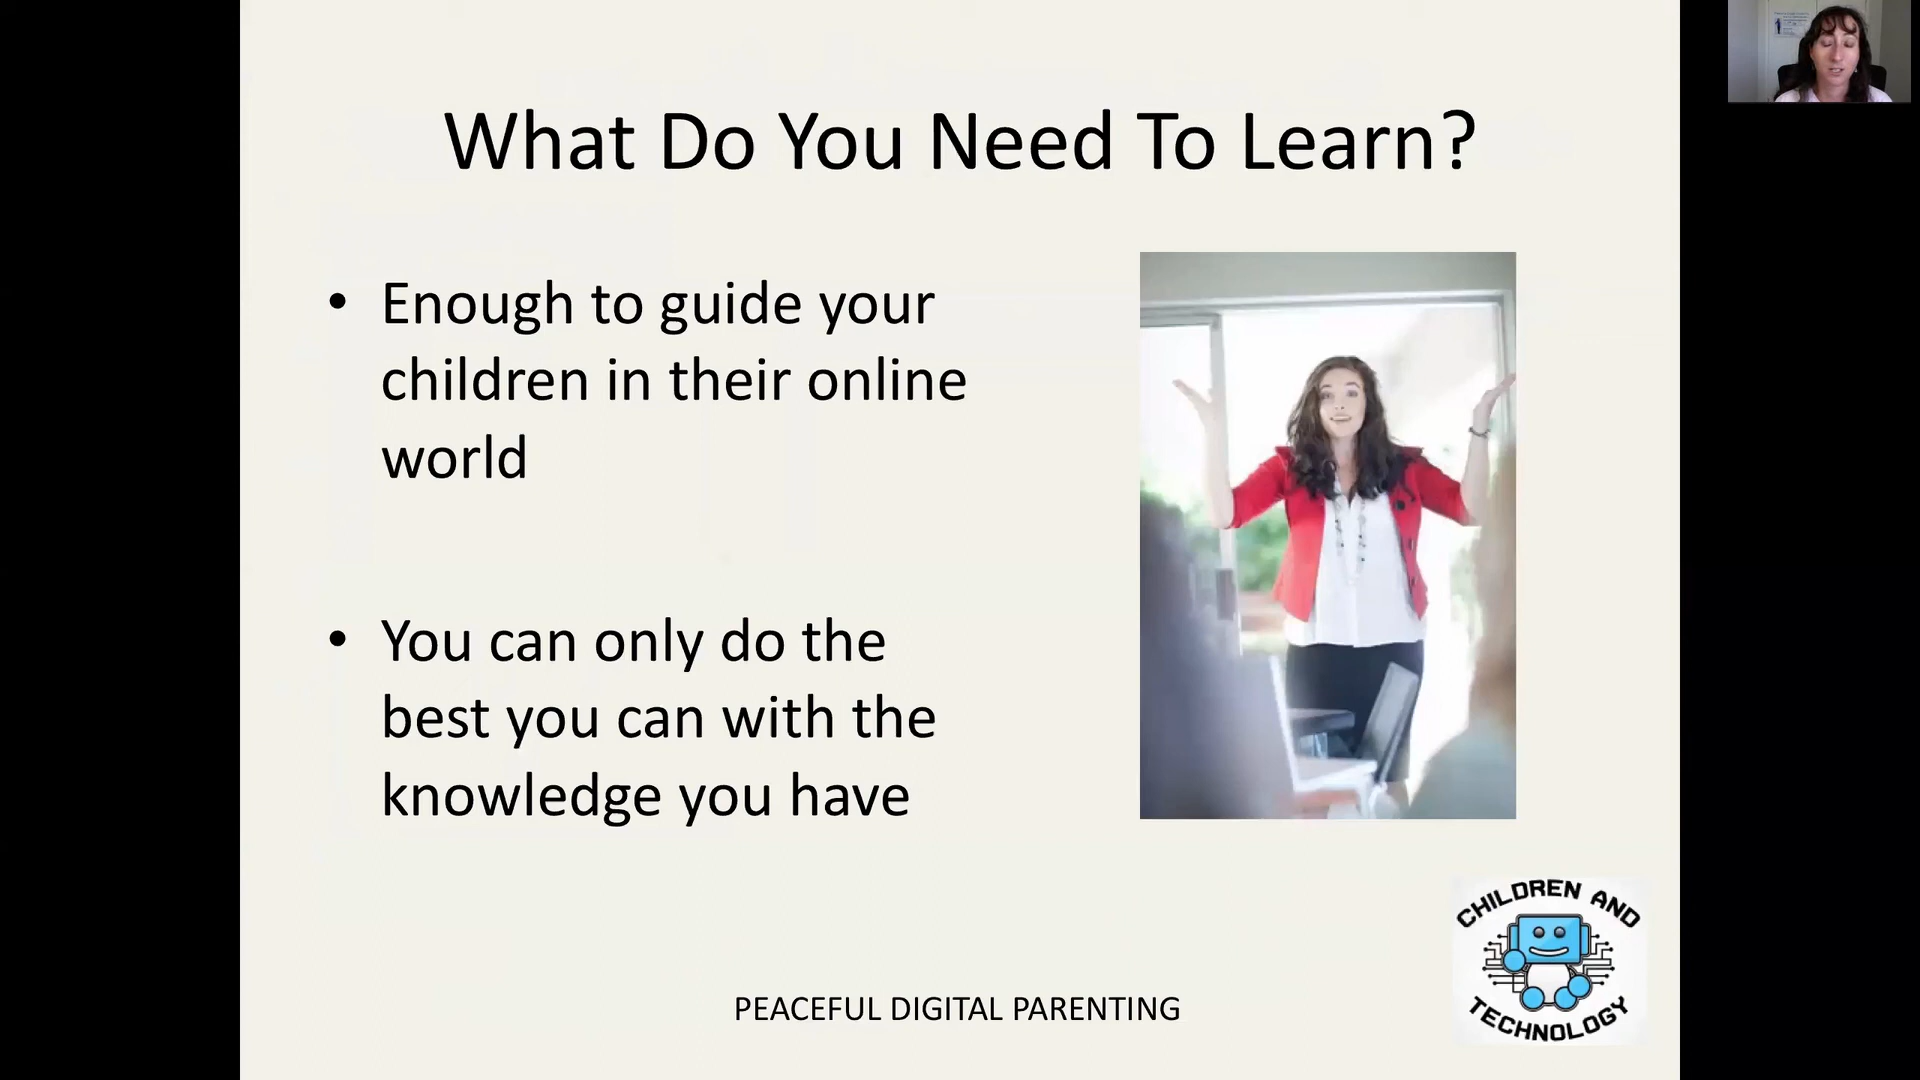 What Do You Need To Learn?
• Enough to guide your
children in their online
world
• You can only do the
best you can with the
knowledge you have
PEACEFUL DIGITAL PARENTING
CHILDREN AND
TECHNOLOGY